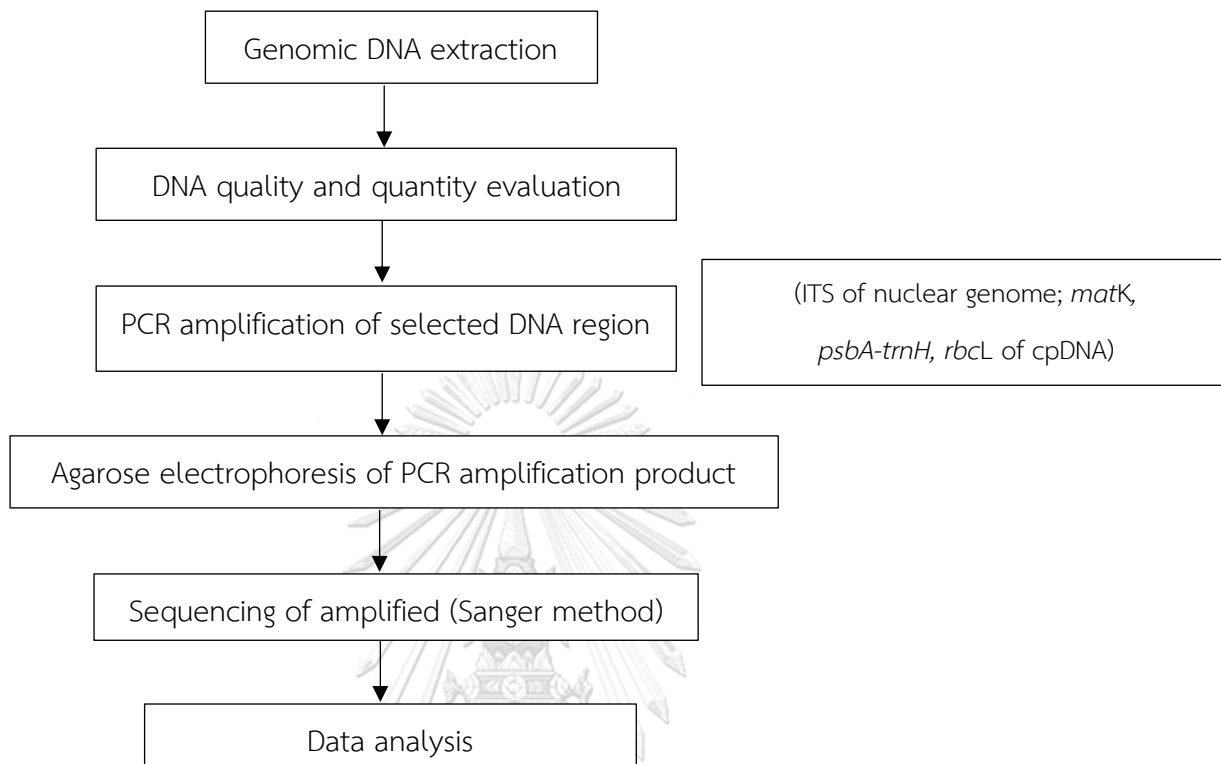 Genomic DNA extraction
DNA quality and quantity evaluation
PCR amplification of selected DNA region
(ITS of nuclear genome; matK,
psbA-trnH, rbcL of cpDNA)
Agarose electrophoresis of PCR amplification product
Sequencing of amplified (Sanger method)
Data analysis